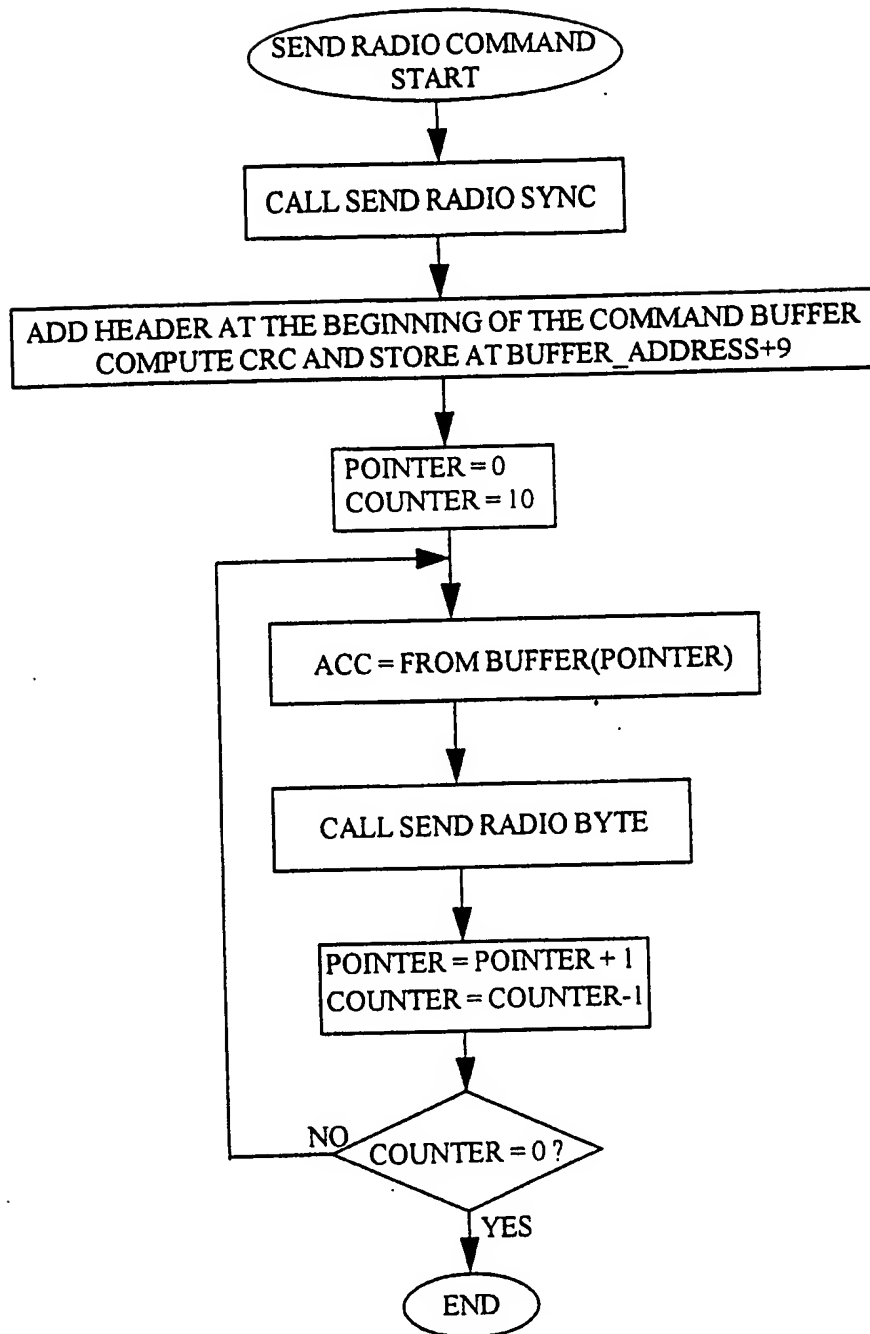 SEND RADIO COMMAND
START
CALL SEND RADIO SYNC
ADD HEADER AT THE BEGINNING OF THE COMMAND BUFFER
COMPUTE CRC AND STORE AT BUFFER_ADDRESS+9
POINTER = 0
COUNTER = 10
ACC = FROM BUFFER(POINTER)
CALL SEND RADIO BYTE
POINTER = POINTER + 1
COUNTER = COUNTER-1
NO
COUNTER = 0 ?
YES
END